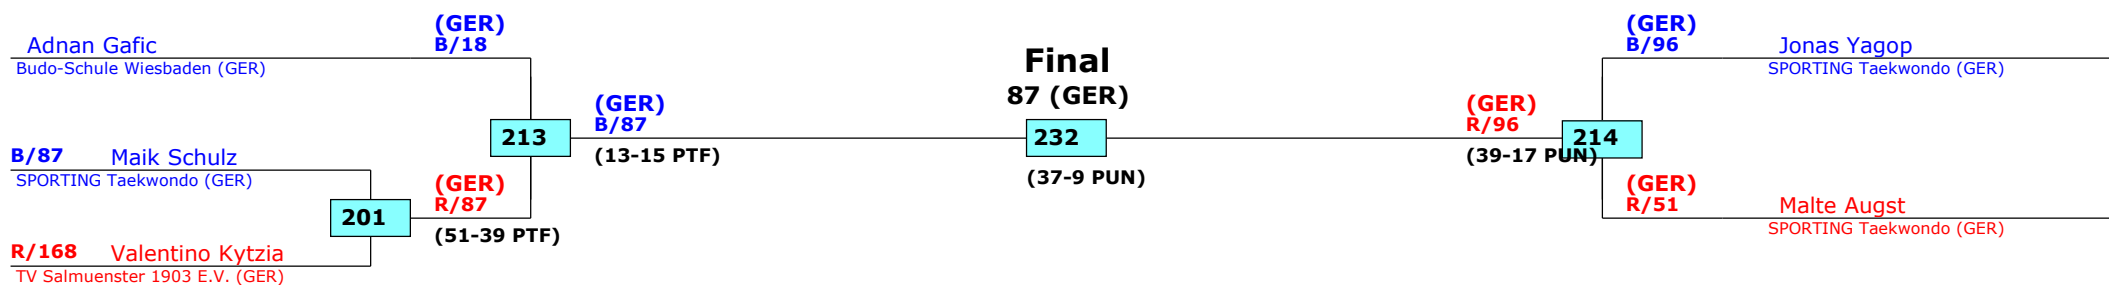 (GER)
B/18
Adnan Gafic
Budo-Schule Wiesbaden (GER)
B/87 Maik Schulz
SPORTING Taekwondo (GER)
R/168 Valentino Kytzia
TV Salmuenster 1903 E.V. (GER)
201
(GER)
R/87
(51-39 PTF)
213
(GER)
B/87
(13-15 PTF)
Final
87 (GER)
232
(37-9 PUN)
(GER)
R/96
(39-17 PUN)
214
(GER)
B/96
Jonas Yagop
SPORTING Taekwondo (GER)
(GER)
R/51
Malte Augst
SPORTING Taekwondo (GER)